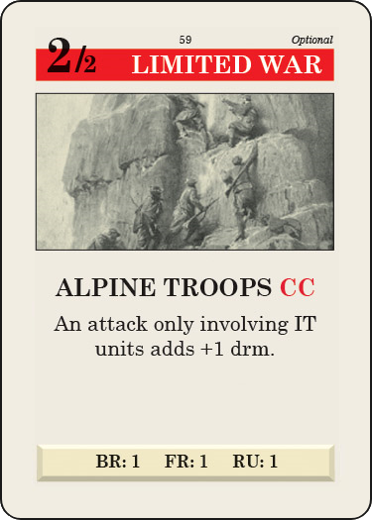 2/2
59
Optional
LIMITED WAR
ALPINE TROOPS CC
An attack only involving IT
units adds +1 drm.
BR: 1 FR: 1 RU: 1